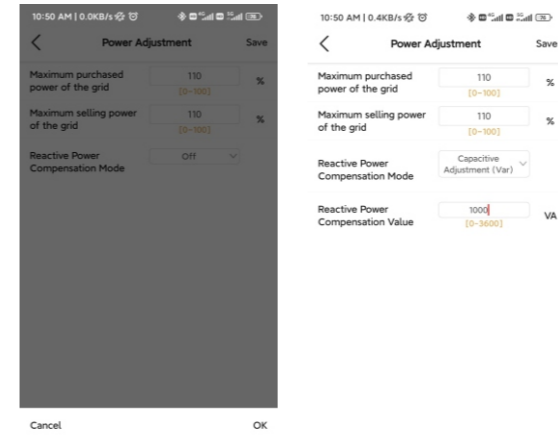 10:50 AM | 0.0KB/s
Power Adjustment
Save
Maximum purchased
power of the grid
110
%
[0~100]
Maximum selling power
of the grid
110
%
[0~100]
Reactive Power
Compensation Mode
Off
Cancel
OK
10:50 AM | 0.4KB/s
Power Adjustment
Save
Maximum purchased
power of the grid
110
%
[0~100]
Maximum selling power
of the grid
110
%
[0~100]
Reactive Power
Compensation Mode
Capacitive
Adjustment (Var)
Reactive Power
Compensation Value
1000
VA
[0~3600]